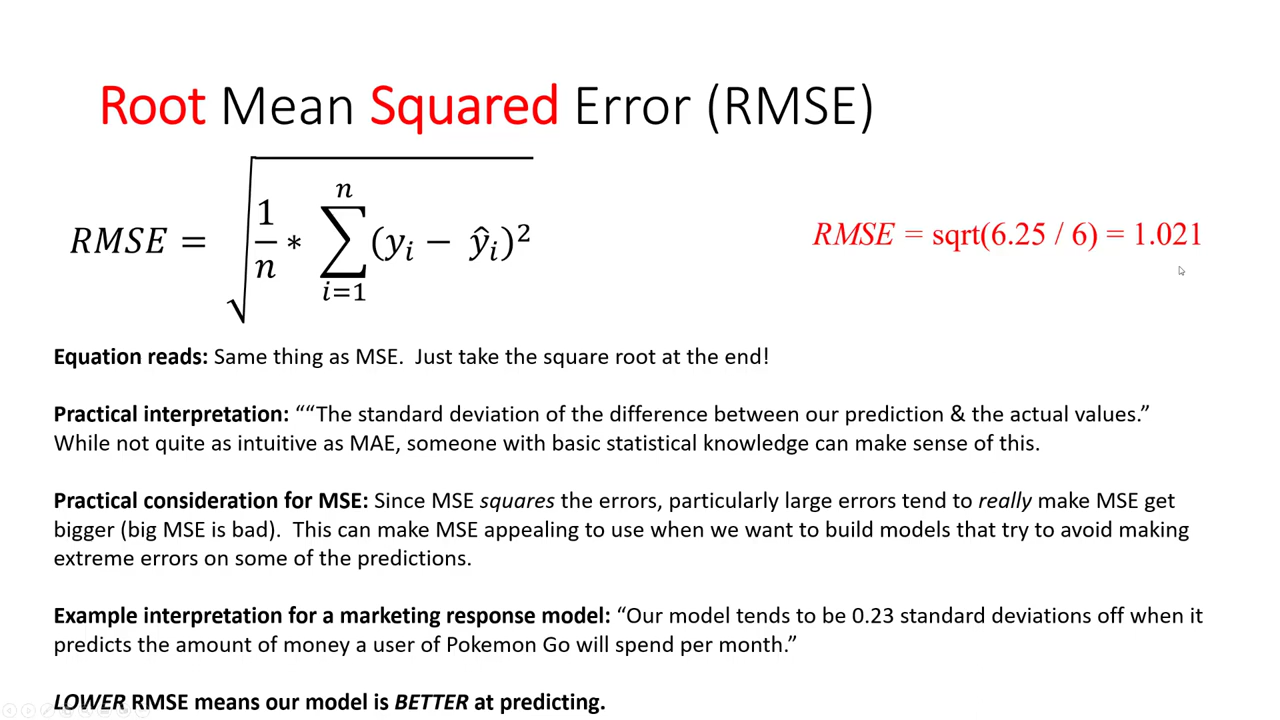 Root Mean Squared Error (RMSE)
RMSE = √(1/n * ∑ⁿᵢ₌₁ (yᵢ − ŷᵢ)²)
RMSE = sqrt(6.25 / 6) = 1.021
Equation reads: Same thing as MSE.  Just take the square root at the end!
Practical interpretation: ““The standard deviation of the difference between our prediction & the actual values.”
While not quite as intuitive as MAE, someone with basic statistical knowledge can make sense of this.
Practical consideration for MSE: Since MSE squares the errors, particularly large errors tend to really make MSE get
bigger (big MSE is bad).  This can make MSE appealing to use when we want to build models that try to avoid making
extreme errors on some of the predictions.
Example interpretation for a marketing response model: “Our model tends to be 0.23 standard deviations off when it
predicts the amount of money a user of Pokemon Go will spend per month.”
LOWER RMSE means our model is BETTER at predicting.